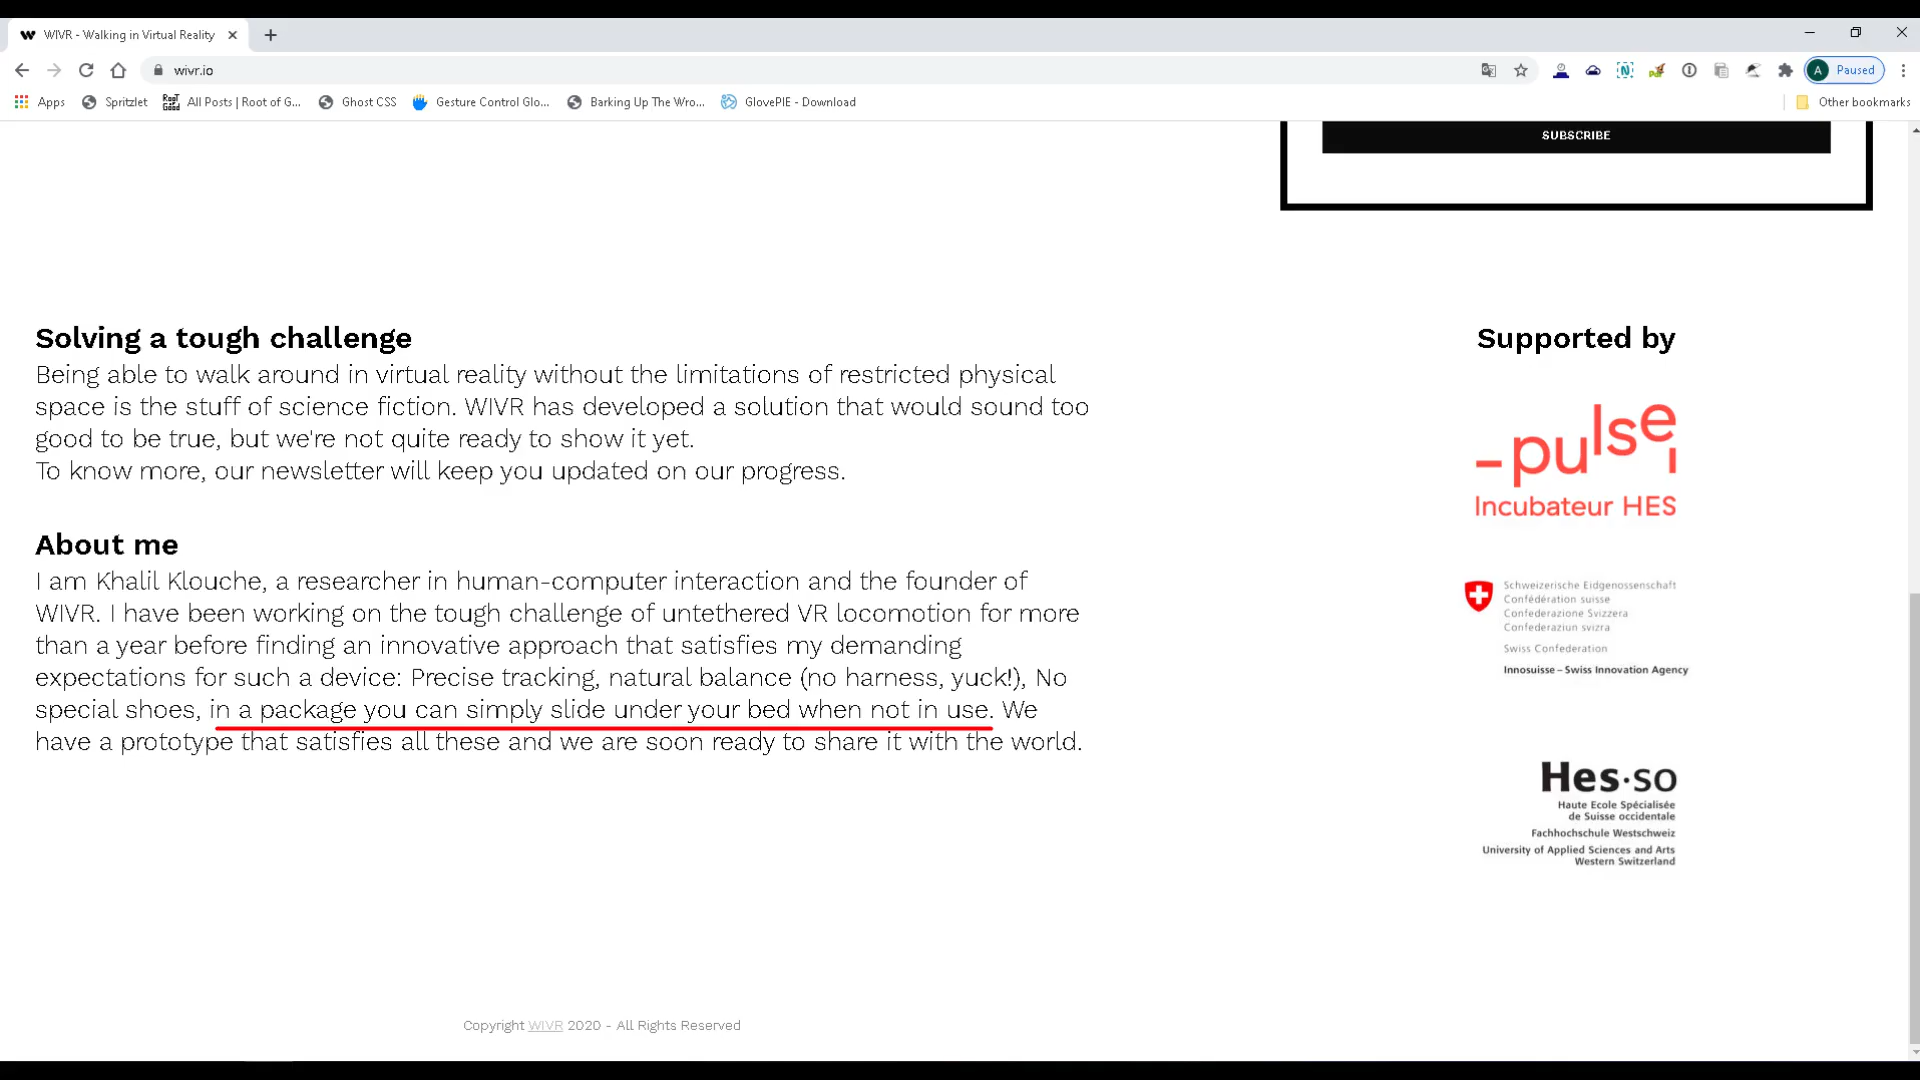 WIVR - Walking in Virtual Reality
wivr.io
A Paused
Apps Spritzlet All Posts | Root of G... Ghost CSS Gesture Control Glo... Barking Up The Wro... GlovePIE - Download Other bookmarks
SUBSCRIBE
Solving a tough challenge
Being able to walk around in virtual reality without the limitations of restricted physical
space is the stuff of science fiction. WIVR has developed a solution that would sound too
good to be true, but we're not quite ready to show it yet.
To know more, our newsletter will keep you updated on our progress.
About me
I am Khalil Klouche, a researcher in human-computer interaction and the founder of
WIVR. I have been working on the tough challenge of untethered VR locomotion for more
than a year before finding an innovative approach that satisfies my demanding
expectations for such a device: Precise tracking, natural balance (no harness, yuck!), No
special shoes, in a package you can simply slide under your bed when not in use. We
have a prototype that satisfies all these and we are soon ready to share it with the world.
Supported by
-pulse
Incubateur HES
Schweizerische Eidgenossenschaft
Confédération suisse
Confederazione Svizzera
Confederaziun svizra
Swiss Confederation
Innosuisse – Swiss Innovation Agency
Hes·so
Haute Ecole Spécialisée
de Suisse occidentale
Fachhochschule Westschweiz
University of Applied Sciences and Arts
Western Switzerland
Copyright WIVR 2020 - All Rights Reserved